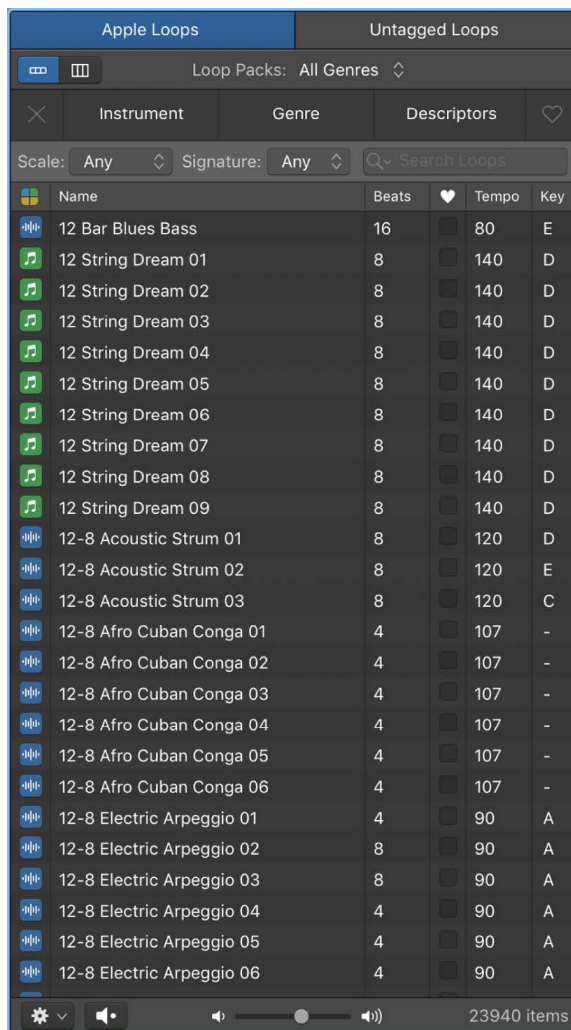 Apple Loops Untagged Loops
Loop Packs: All Genres
Instrument Genre Descriptors
Scale: Any Signature: Any Search Loops
Name Beats Tempo Key
12 Bar Blues Bass 16 80 E
12 String Dream 01 8 140 D
12 String Dream 02 8 140 D
12 String Dream 03 8 140 D
12 String Dream 04 8 140 D
12 String Dream 05 8 140 D
12 String Dream 06 8 140 D
12 String Dream 07 8 140 D
12 String Dream 08 8 140 D
12 String Dream 09 8 140 D
12-8 Acoustic Strum 01 8 120 D
12-8 Acoustic Strum 02 8 120 E
12-8 Acoustic Strum 03 8 120 C
12-8 Afro Cuban Conga 01 4 107 -
12-8 Afro Cuban Conga 02 4 107 -
12-8 Afro Cuban Conga 03 4 107 -
12-8 Afro Cuban Conga 04 4 107 -
12-8 Afro Cuban Conga 05 4 107 -
12-8 Afro Cuban Conga 06 4 107 -
12-8 Electric Arpeggio 01 4 90 A
12-8 Electric Arpeggio 02 8 90 A
12-8 Electric Arpeggio 03 8 90 A
12-8 Electric Arpeggio 04 4 90 A
12-8 Electric Arpeggio 05 4 90 A
12-8 Electric Arpeggio 06 4 90 A
23940 items